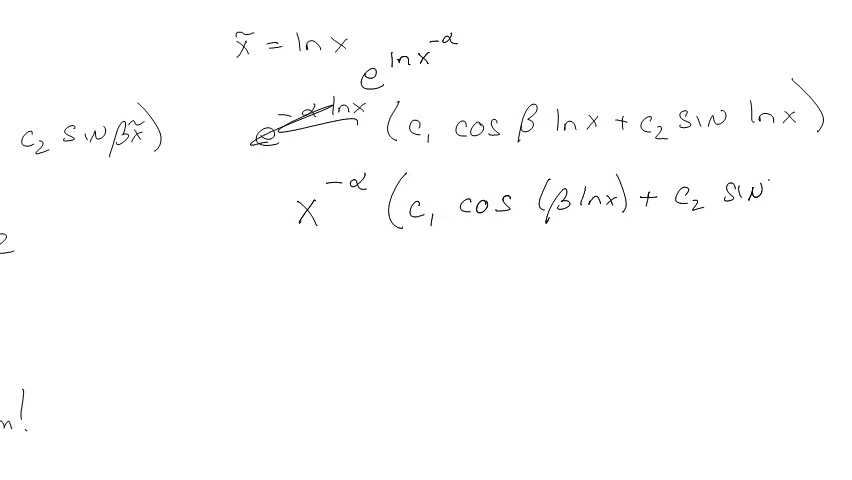 x̃ = ln x
e^{ln x^{-α}}
c₂ sin βx̃) e^{-α ln x} (c₁ cos β ln x + c₂ sin ln x)
x^{-α} (c₁ cos (β ln x) + c₂ sin
n!